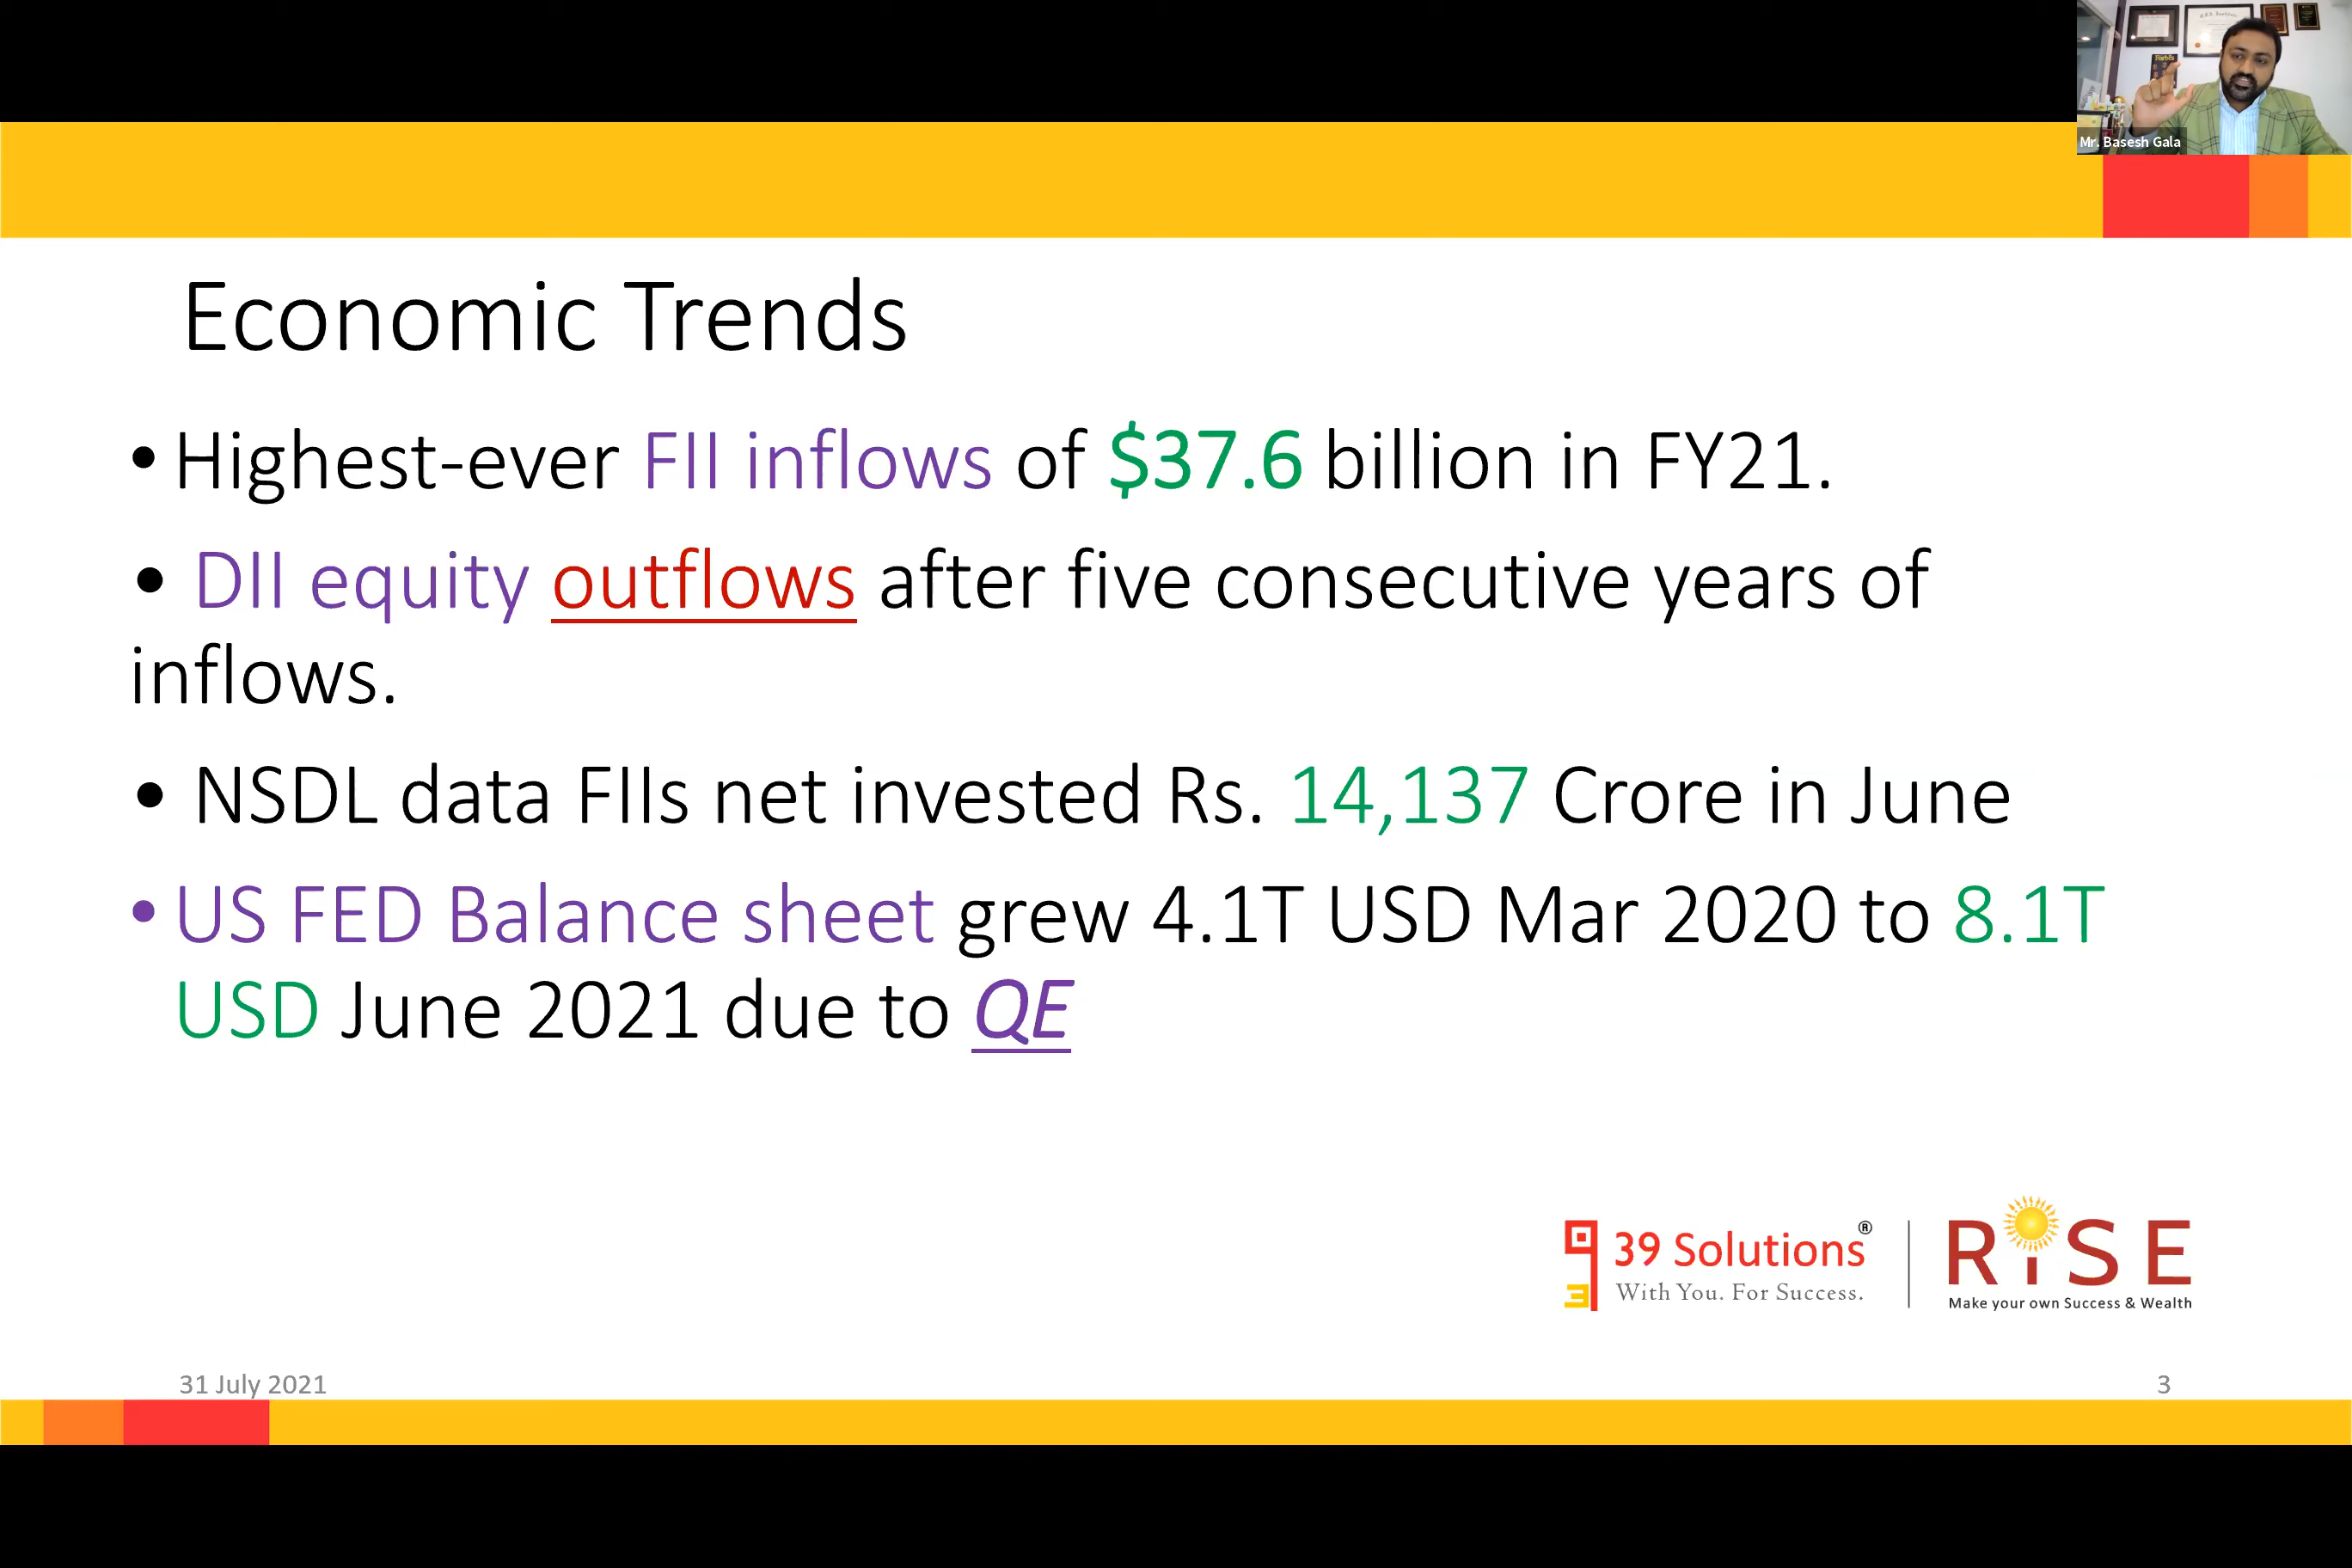 Mr. Basesh Gala
Economic Trends
• Highest-ever FII inflows of $37.6 billion in FY21.
• DII equity outflows after five consecutive years of
inflows.
• NSDL data FIIs net invested Rs. 14,137 Crore in June
• US FED Balance sheet grew 4.1T USD Mar 2020 to 8.1T
USD June 2021 due to QE
39 Solutions®
With You. For Success.
RiSE
Make your own Success & Wealth
31 July 2021
3